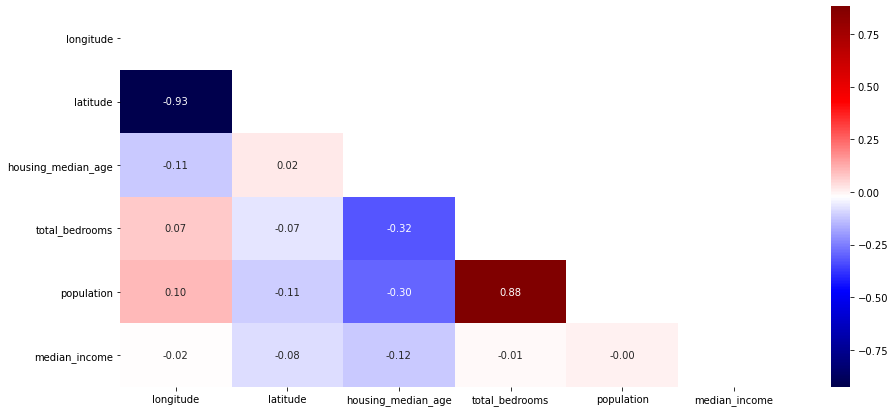 longitude
latitude -0.93
housing_median_age -0.11 0.02
total_bedrooms 0.07 -0.07 -0.32
population 0.10 -0.11 -0.30 0.88
median_income -0.02 -0.08 -0.12 -0.01 -0.00
longitude latitude housing_median_age total_bedrooms population median_income
0.75
0.50
0.25
0.00
−0.25
−0.50
−0.75